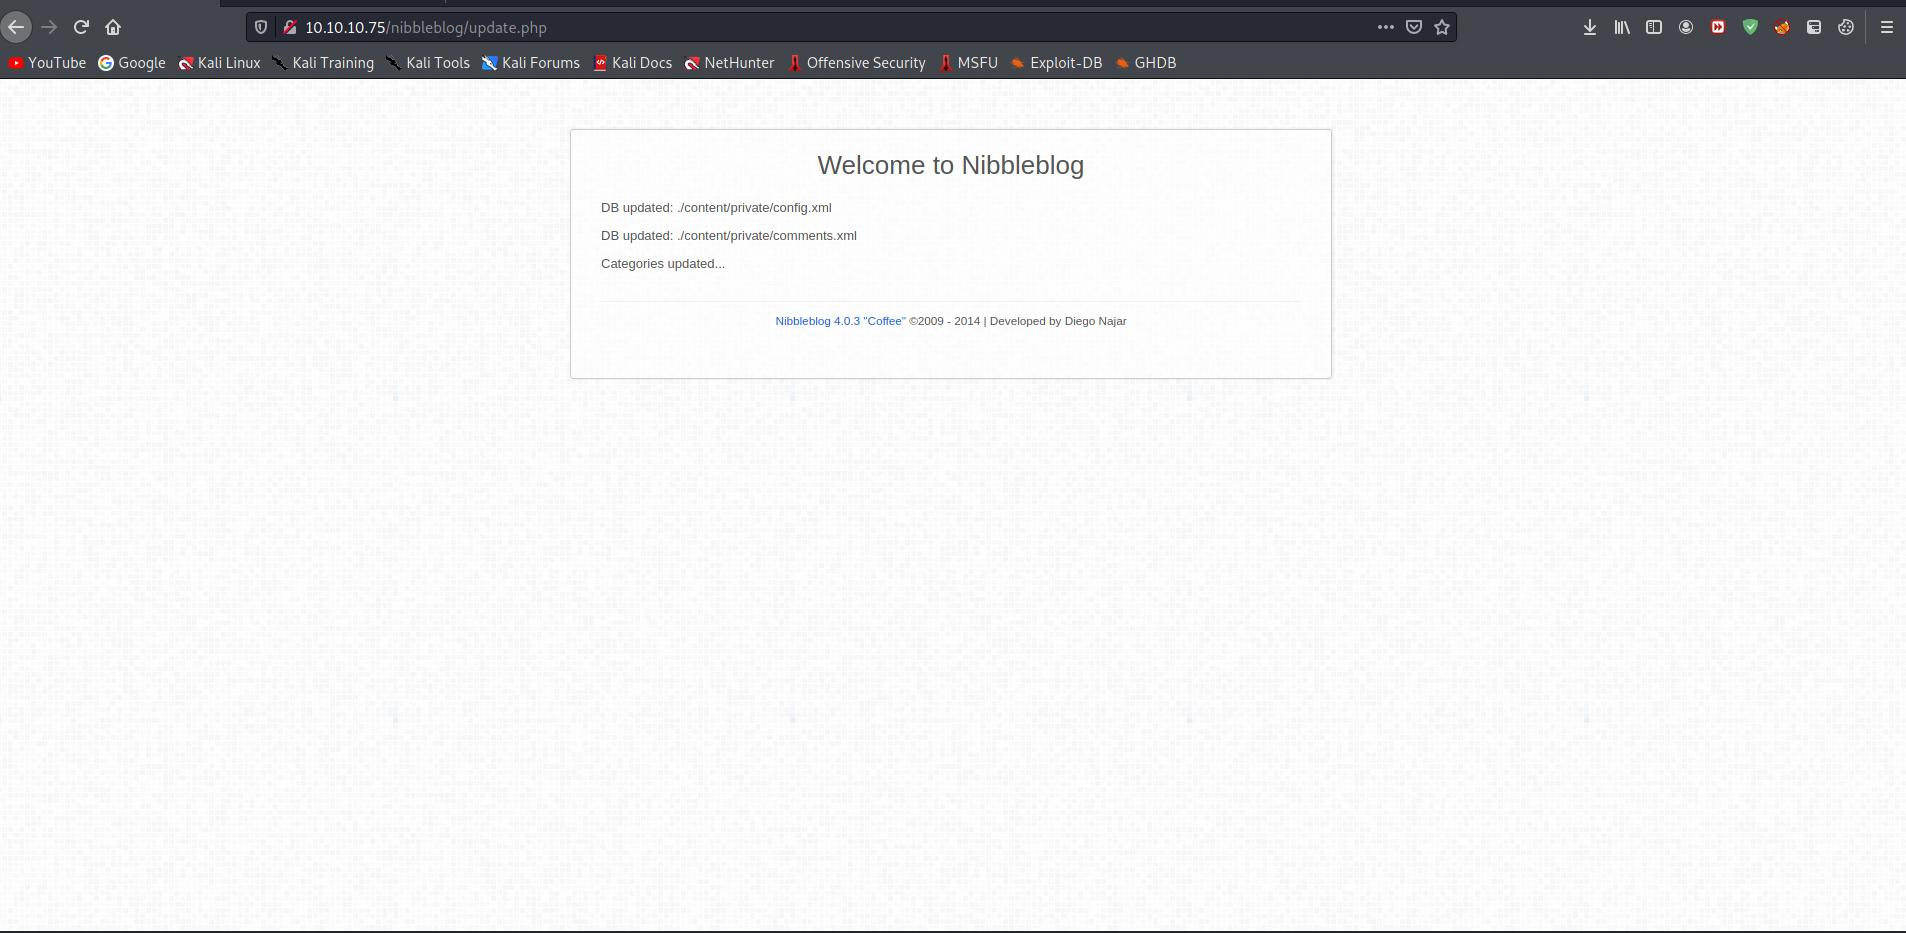 10.10.10.75/nibbleblog/update.php
YouTube Google Kali Linux Kali Training Kali Tools Kali Forums Kali Docs NetHunter Offensive Security MSFU Exploit-DB GHDB
Welcome to Nibbleblog
DB updated: ./content/private/config.xml
DB updated: ./content/private/comments.xml
Categories updated...
Nibbleblog 4.0.3 "Coffee" ©2009 - 2014 | Developed by Diego Najar